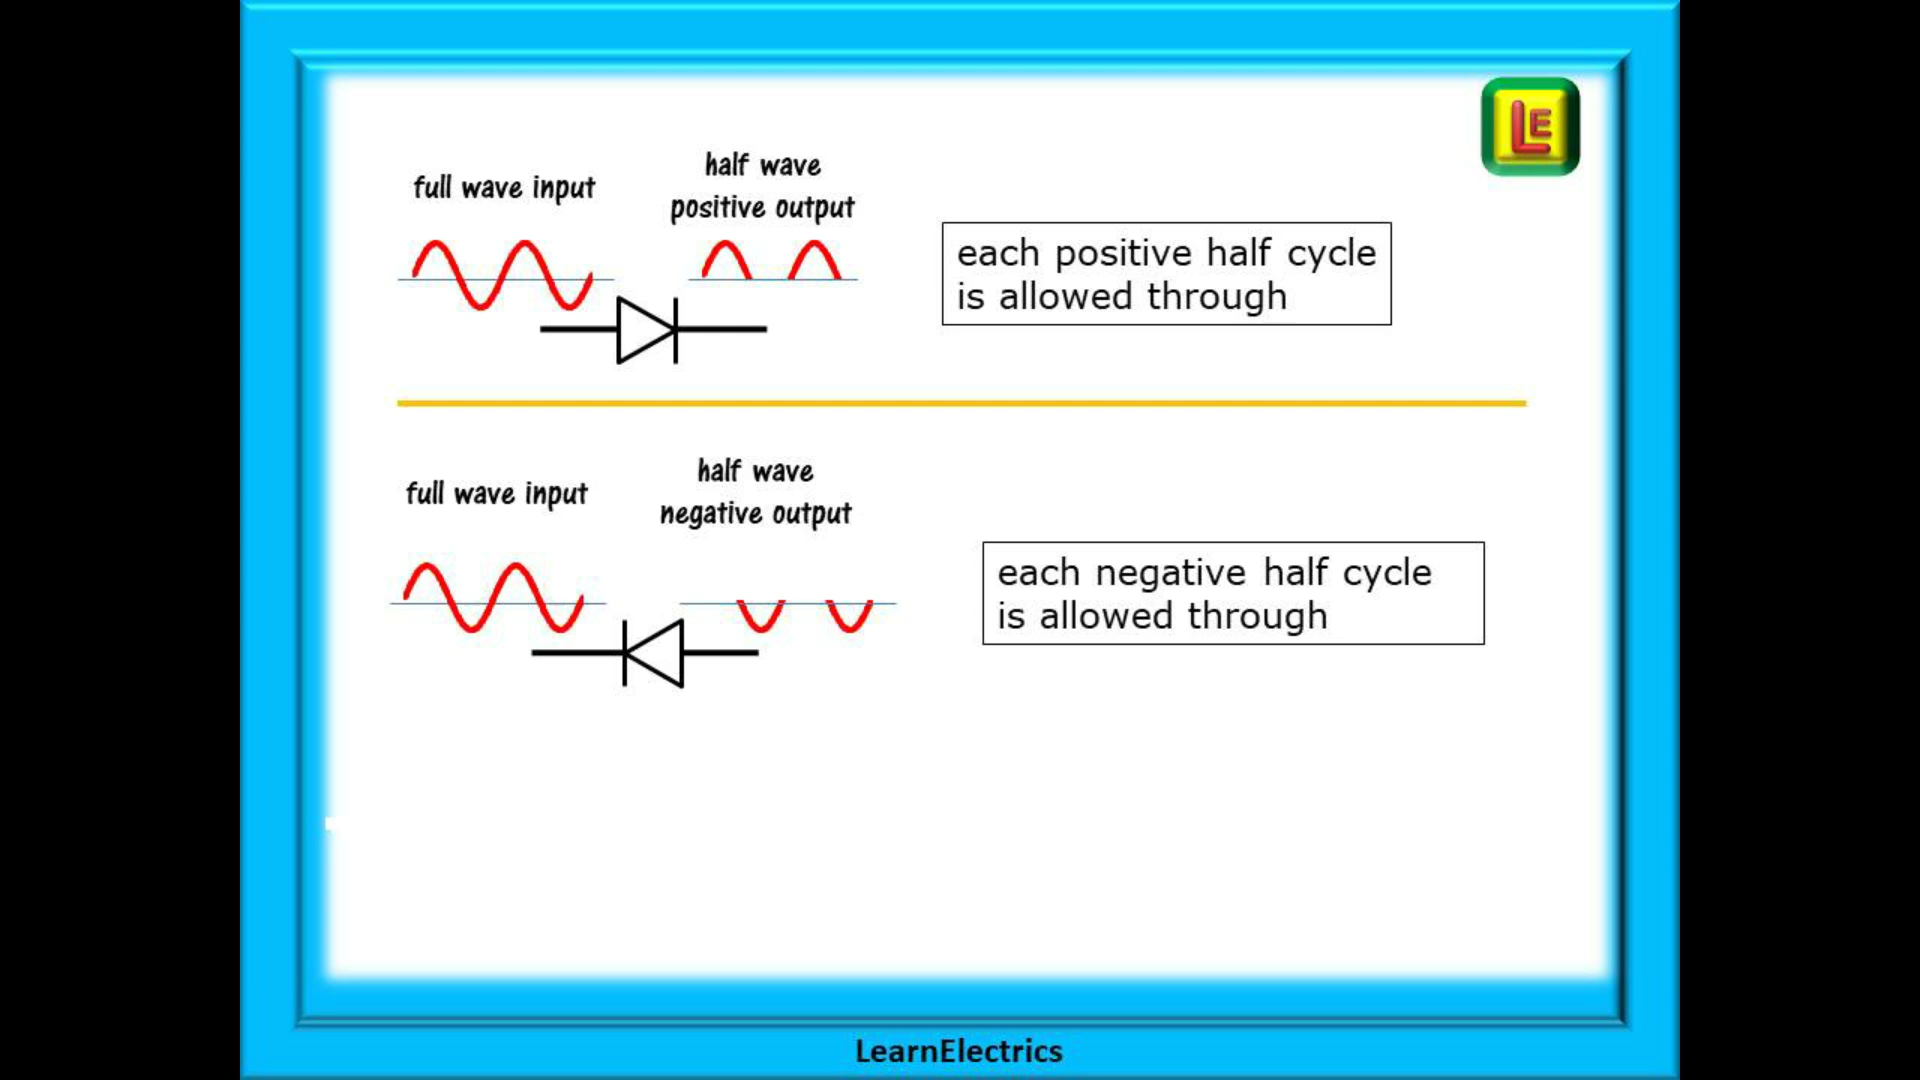 LE
full wave input
half wave
positive output
each positive half cycle
is allowed through
full wave input
half wave
negative output
each negative half cycle
is allowed through
LearnElectrics